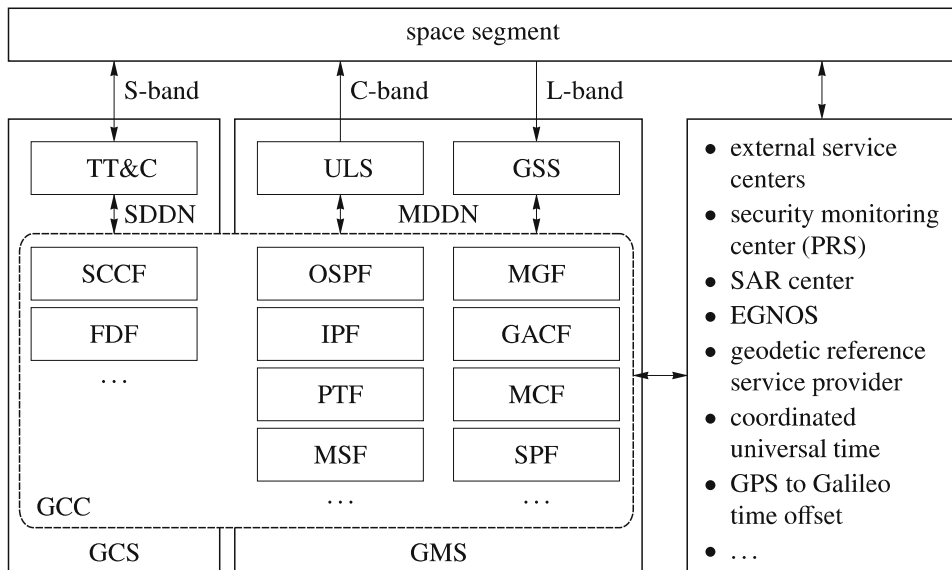 space segment
S-band
C-band
L-band
TT&C
ULS
GSS
SDDN
MDDN
SCCF
FDF
...
OSPF
IPF
PTF
MSF
...
MGF
GACF
MCF
SPF
...
GCC
GCS
GMS
• external service
centers
• security monitoring
center (PRS)
• SAR center
• EGNOS
• geodetic reference
service provider
• coordinated
universal time
• GPS to Galileo
time offset
• ...